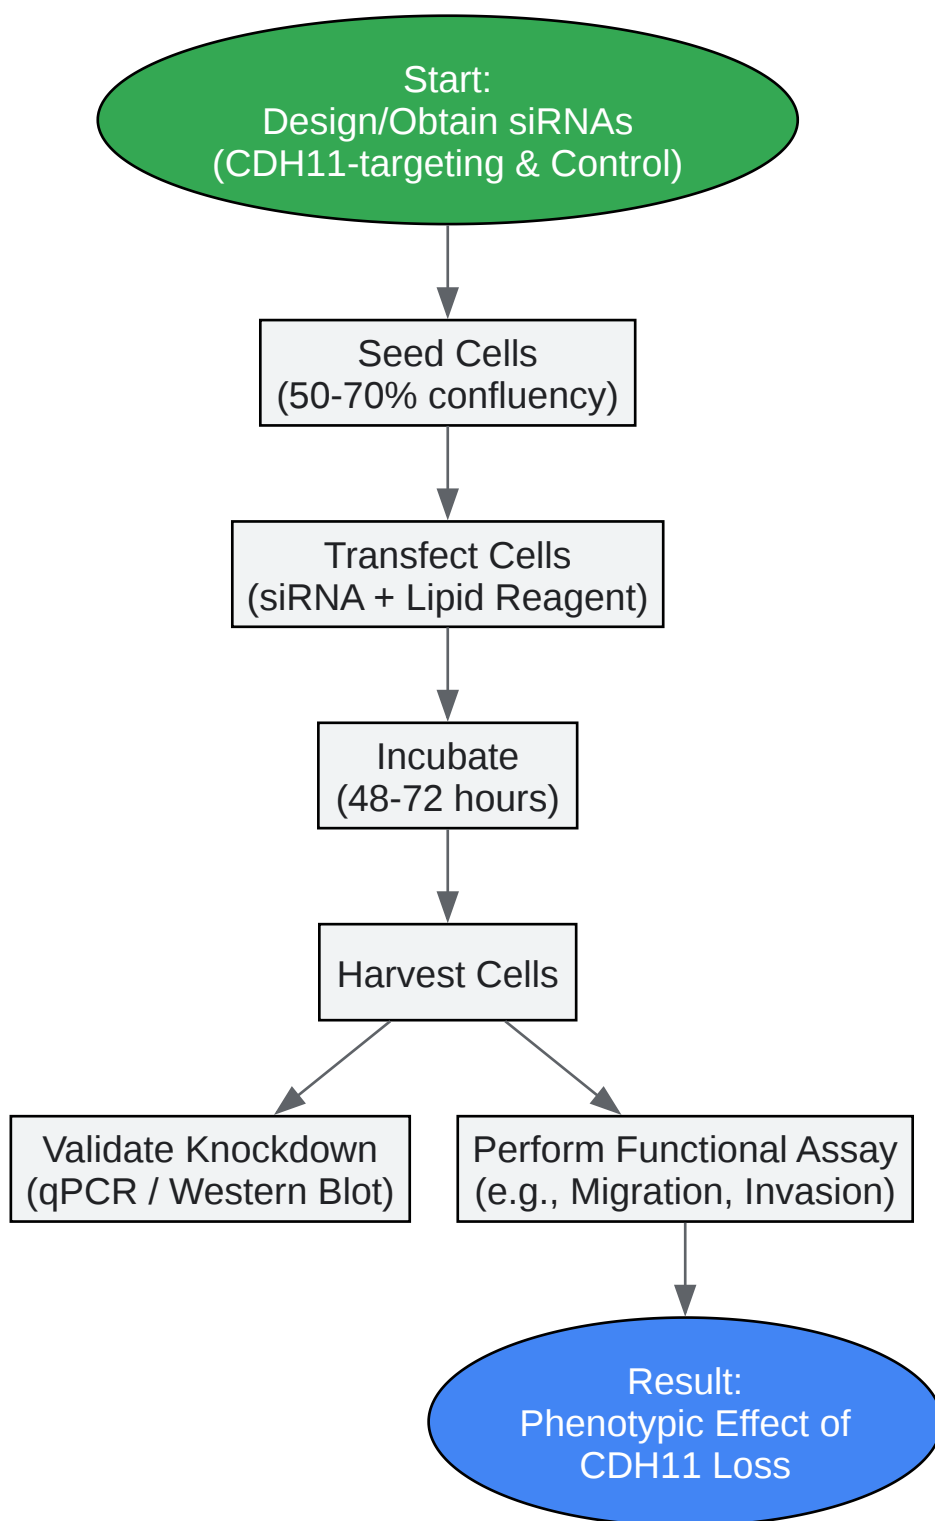 Start:
Design/Obtain siRNAs
(CDH11-targeting & Control)
Seed Cells
(50-70% confluency)
Transfect Cells
(siRNA + Lipid Reagent)
Incubate
(48-72 hours)
Harvest Cells
Validate Knockdown
(qPCR / Western Blot)
Perform Functional Assay
(e.g., Migration, Invasion)
Result:
Phenotypic Effect of
CDH11 Loss